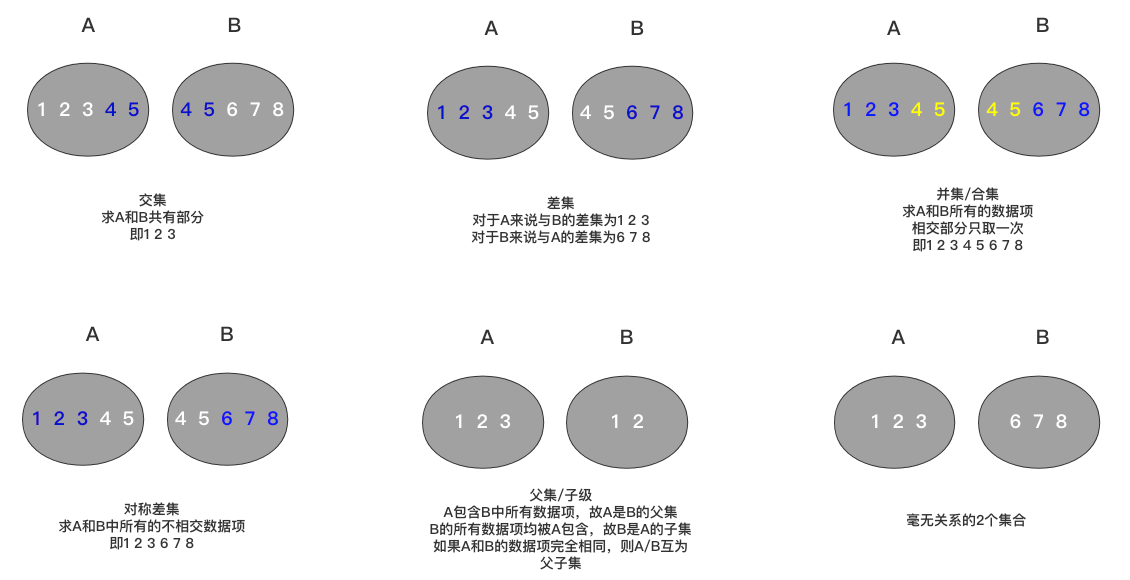 A B
1 2 3 4 5 4 5 6 7 8
交集
求A和B共有部分
即1 2 3
A B
1 2 3 4 5 4 5 6 7 8
差集
对于A来说与B的差集为1 2 3
对于B来说与A的差集为6 7 8
A B
1 2 3 4 5 4 5 6 7 8
并集/合集
求A和B所有的数据项
相交部分只取一次
即1 2 3 4 5 6 7 8
A B
1 2 3 4 5 4 5 6 7 8
对称差集
求A和B中所有的不相交数据项
即1 2 3 6 7 8
A B
1 2 3 1 2
父集/子级
A包含B中所有数据项，故A是B的父集
B的所有数据项均被A包含，故B是A的子集
如果A和B的数据项完全相同，则A/B互为
父子集
A B
1 2 3 6 7 8
毫无关系的2个集合